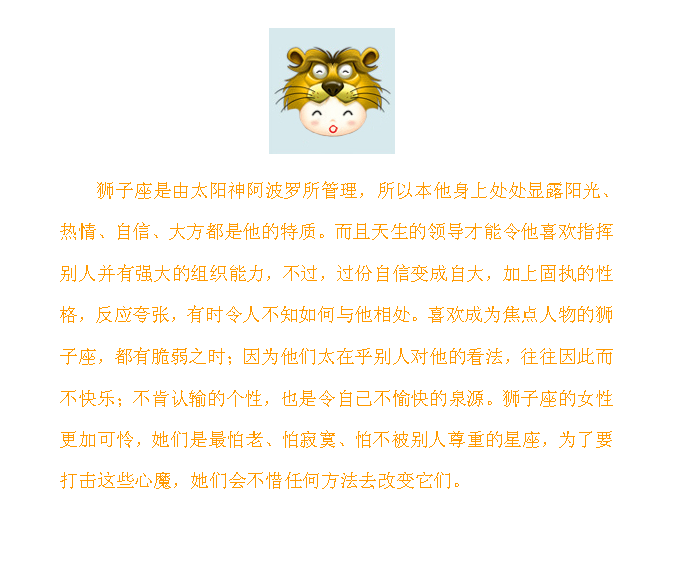 狮子座是由太阳神阿波罗所管理，所以本他身上处处显露阳光、
热情、自信、大方都是他的特质。而且天生的领导才能令他喜欢指挥
别人并有强大的组织能力，不过，过份自信变成自大，加上固执的性
格，反应夸张，有时令人不知如何与他相处。喜欢成为焦点人物的狮
子座，都有脆弱之时；因为他们太在乎别人对他的看法，往往因此而
不快乐；不肯认输的个性，也是令自己不愉快的泉源。狮子座的女性
更加可怜，她们是最怕老、怕寂寞、怕不被别人尊重的星座，为了要
打击这些心魔，她们会不惜任何方法去改变它们。